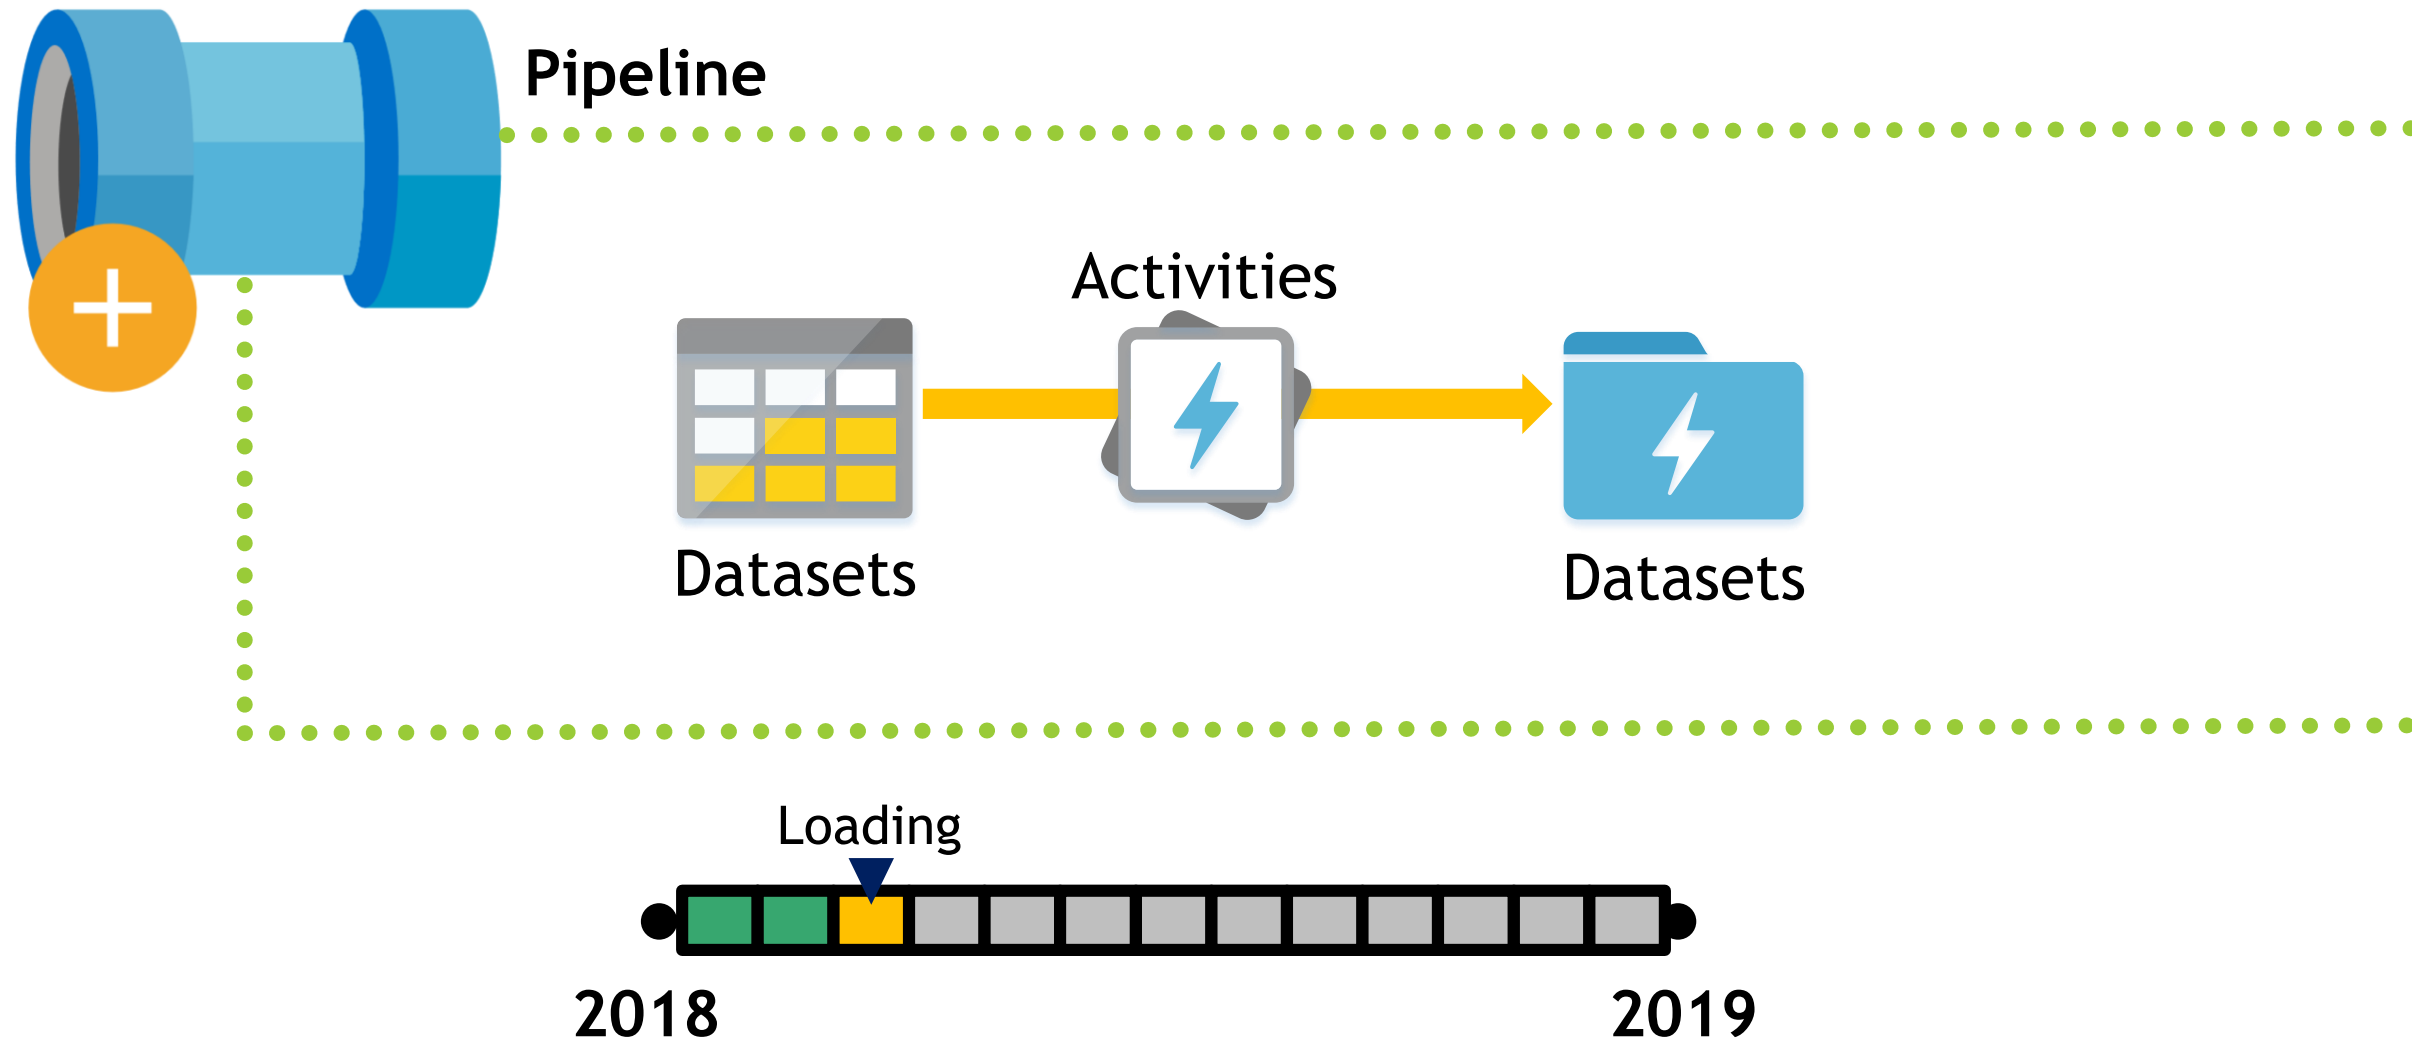 Pipeline
Activities
Datasets
Datasets
Loading
2018
2019